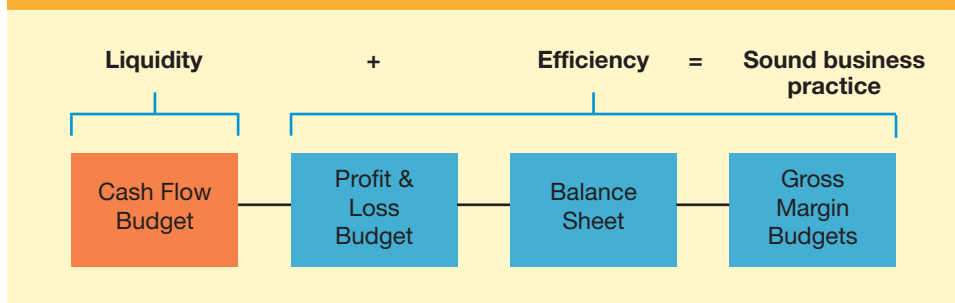 Liquidity + Efficiency = Sound business
practice
Cash Flow
Budget
Profit &
Loss
Budget
Balance
Sheet
Gross
Margin
Budgets